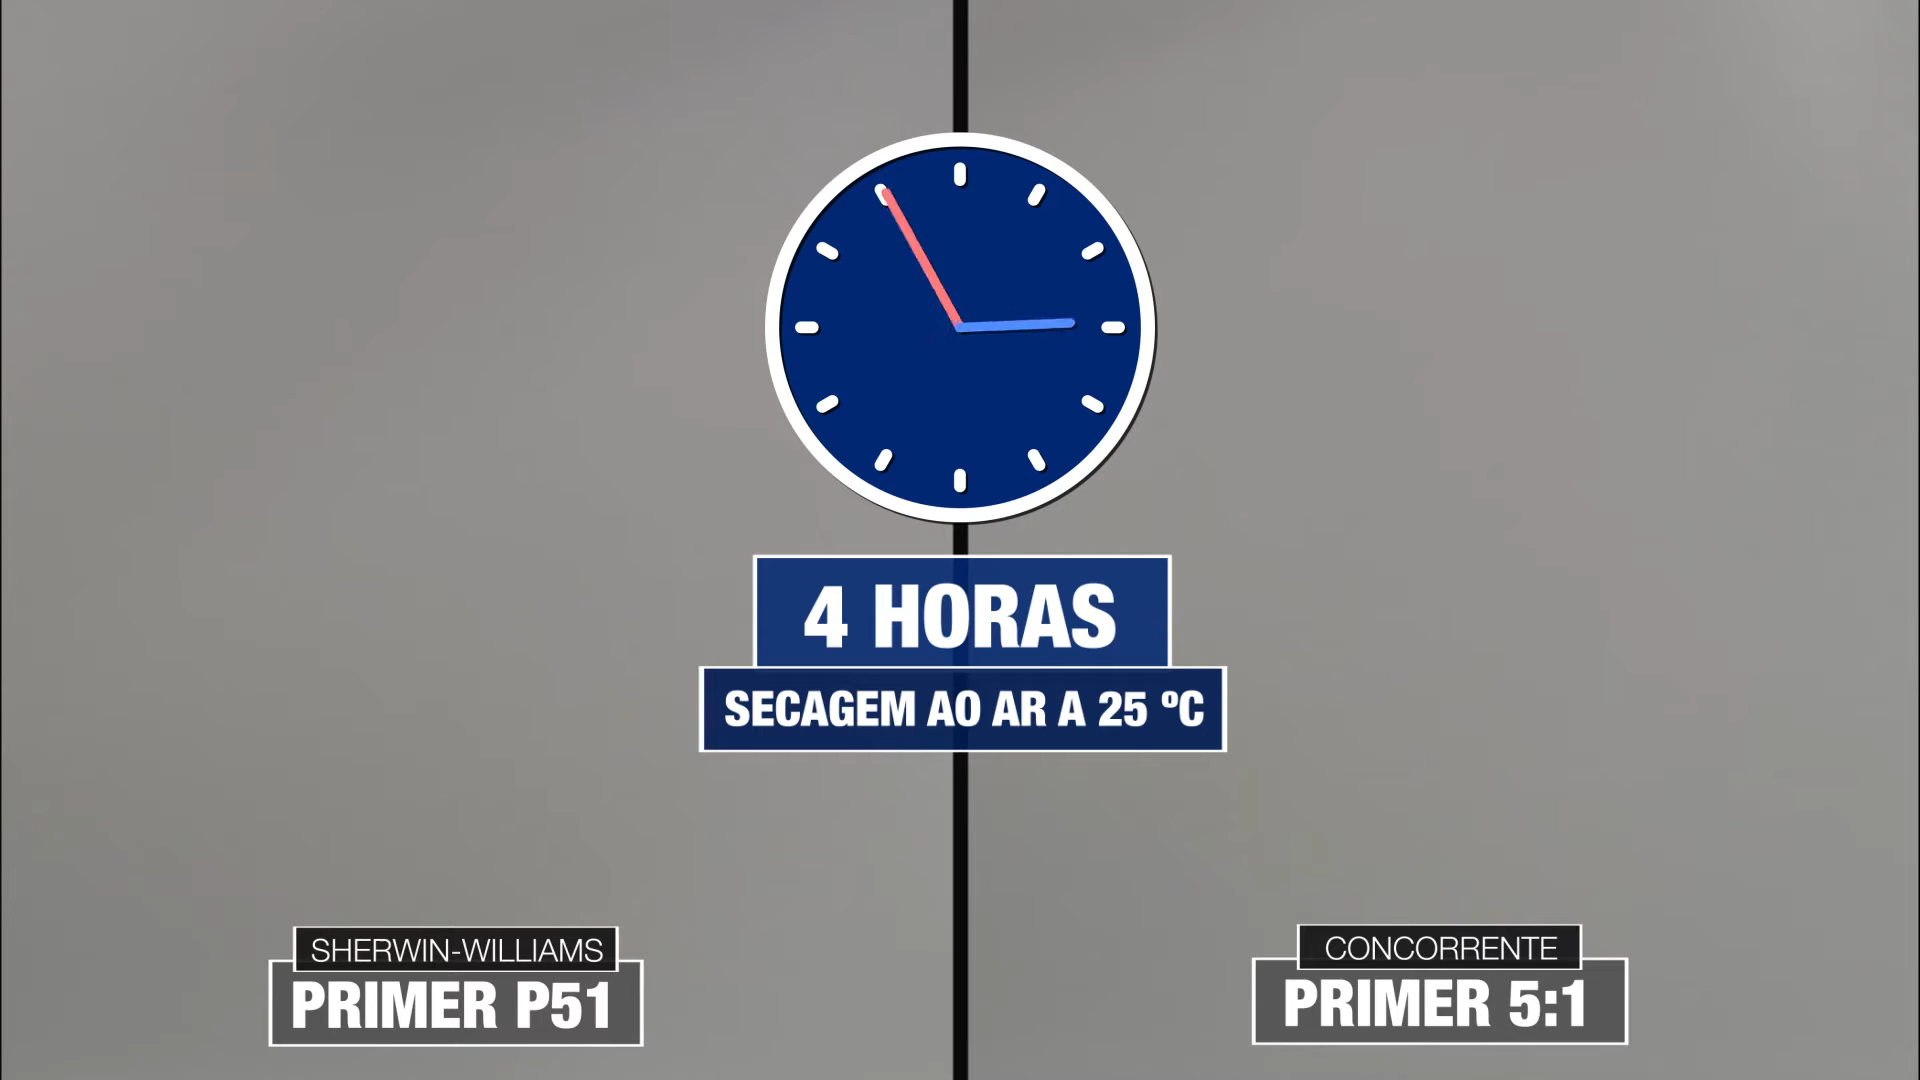 4 HORAS
SECAGEM AO AR A 25 ºC
SHERWIN-WILLIAMS
PRIMER P51
CONCORRENTE
PRIMER 5:1